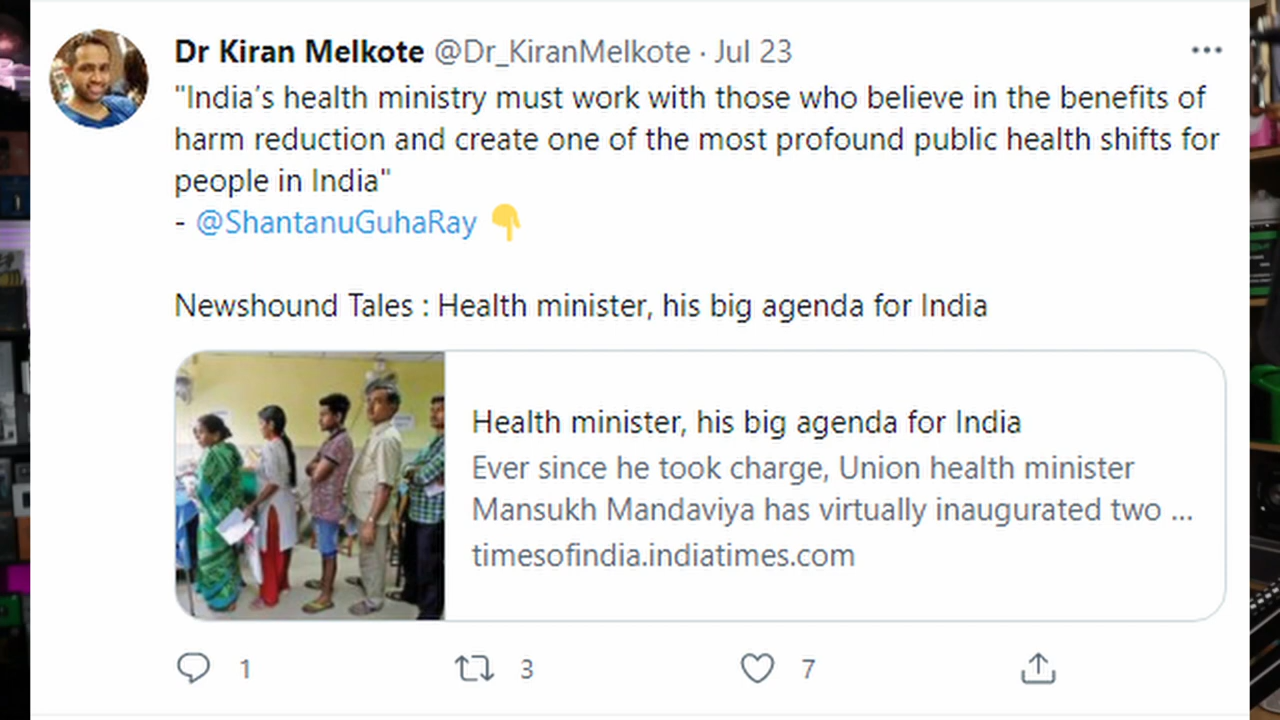 Dr Kiran Melkote @Dr_KiranMelkote · Jul 23
"India’s health ministry must work with those who believe in the benefits of
harm reduction and create one of the most profound public health shifts for
people in India"
- @ShantanuGuhaRay 👇
Newshound Tales : Health minister, his big agenda for India
Health minister, his big agenda for India
Ever since he took charge, Union health minister
Mansukh Mandaviya has virtually inaugurated two ...
timesofindia.indiatimes.com
1 3 7